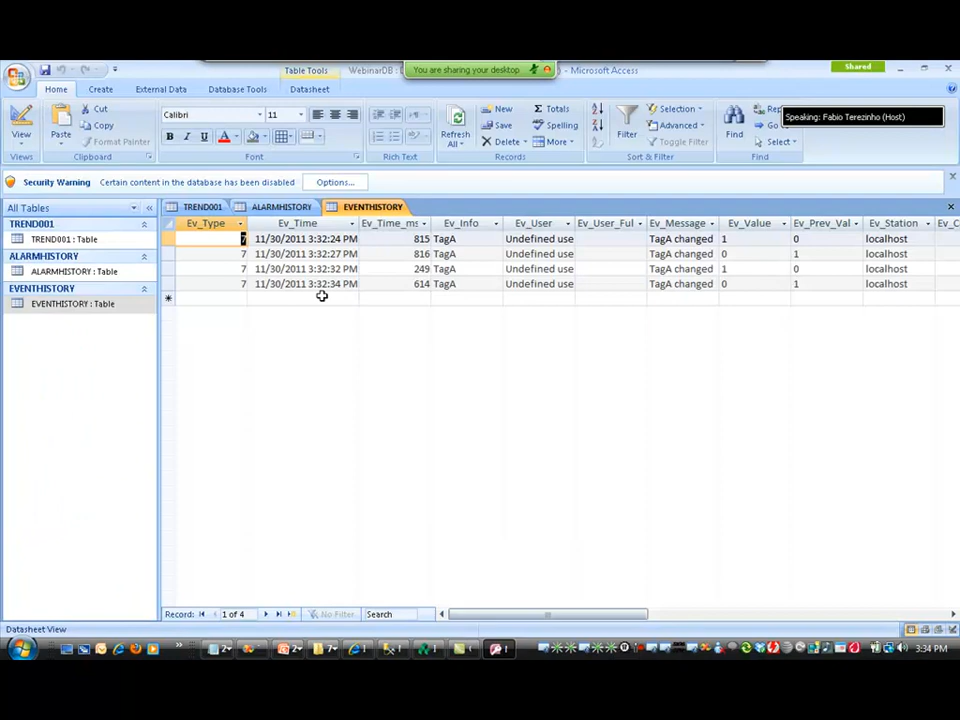 Table Tools WebinarDB : You are sharing your desktop - Microsoft Access Shared
Home Create External Data Database Tools Datasheet
View Paste Cut Copy Format Painter
Calibri 11
B I U A
Refresh All New Save Delete Totals Spelling More
Filter Selection Advanced
Find Go Select
Speaking: Fabio Terezinho (Host)
Views Clipboard Font Rich Text Records Sort & Filter Find
Security Warning Certain content in the database has been disabled Options...
All Tables
TREND001
TREND001 : Table
ALARMHISTORY
ALARMHISTORY : Table
EVENTHISTORY
EVENTHISTORY : Table
TREND001 ALARMHISTORY EVENTHISTORY
Ev_Type Ev_Time Ev_Time_ms Ev_Info Ev_User Ev_User_Ful Ev_Message Ev_Value Ev_Prev_Val Ev_Station
7 11/30/2011 3:32:24 PM 815 TagA Undefined use TagA changed 1 0 localhost
7 11/30/2011 3:32:27 PM 816 TagA Undefined use TagA changed 0 1 localhost
7 11/30/2011 3:32:32 PM 249 TagA Undefined use TagA changed 1 0 localhost
7 11/30/2011 3:32:34 PM 614 TagA Undefined use TagA changed 0 1 localhost
Record: 1 of 4 No Filter Search
Datasheet View
3:34 PM